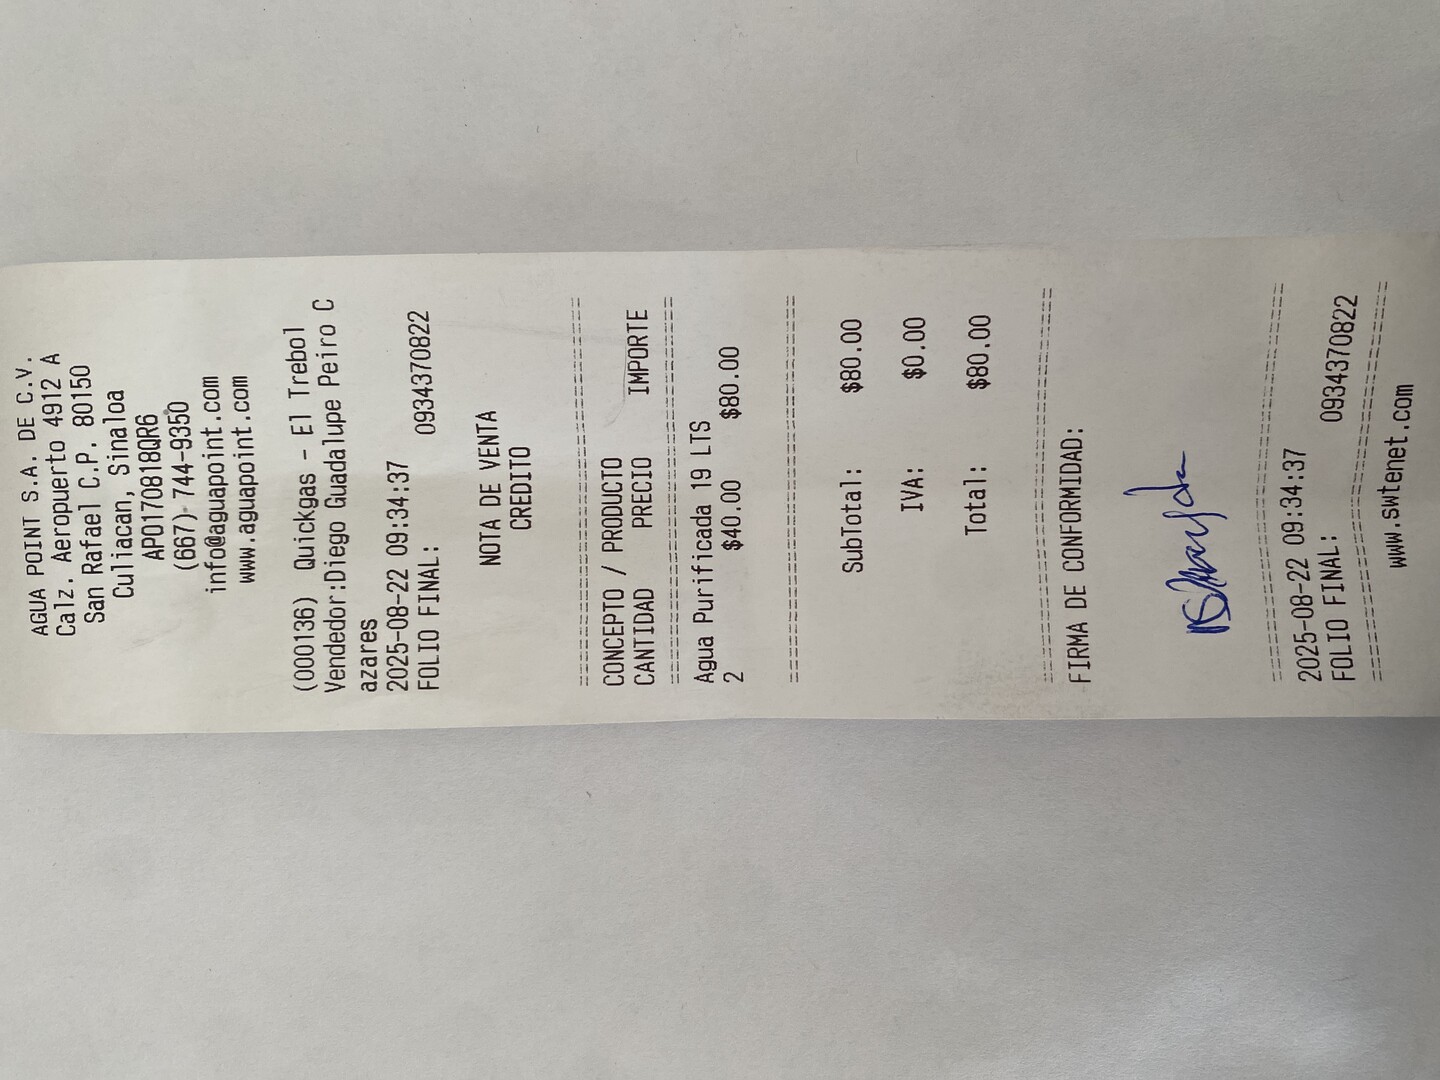 AGUA POINT S.A. DE C.V.
Calz. Aeropuerto 4912 A
San Rafael C.P. 80150
Culiacan, Sinaloa
APO170818QR6
(667)-744-9350
info@aguapoint.com
www.aguapoint.com
(000136) Quickgas - El Trebol
Vendedor:Diego Guadalupe Peiro C
azares
2025-08-22 09:34:37
FOLIO FINAL: 0934370822
NOTA DE VENTA
CREDITO
CONCEPTO / PRODUCTO
CANTIDAD PRECIO IMPORTE
Agua Purificada 19 LTS
2 $40.00 $80.00
SubTotal: $80.00
IVA: $0.00
Total: $80.00
FIRMA DE CONFORMIDAD:
2025-08-22 09:34:37
FOLIO FINAL: 0934370822
www.swtenet.com